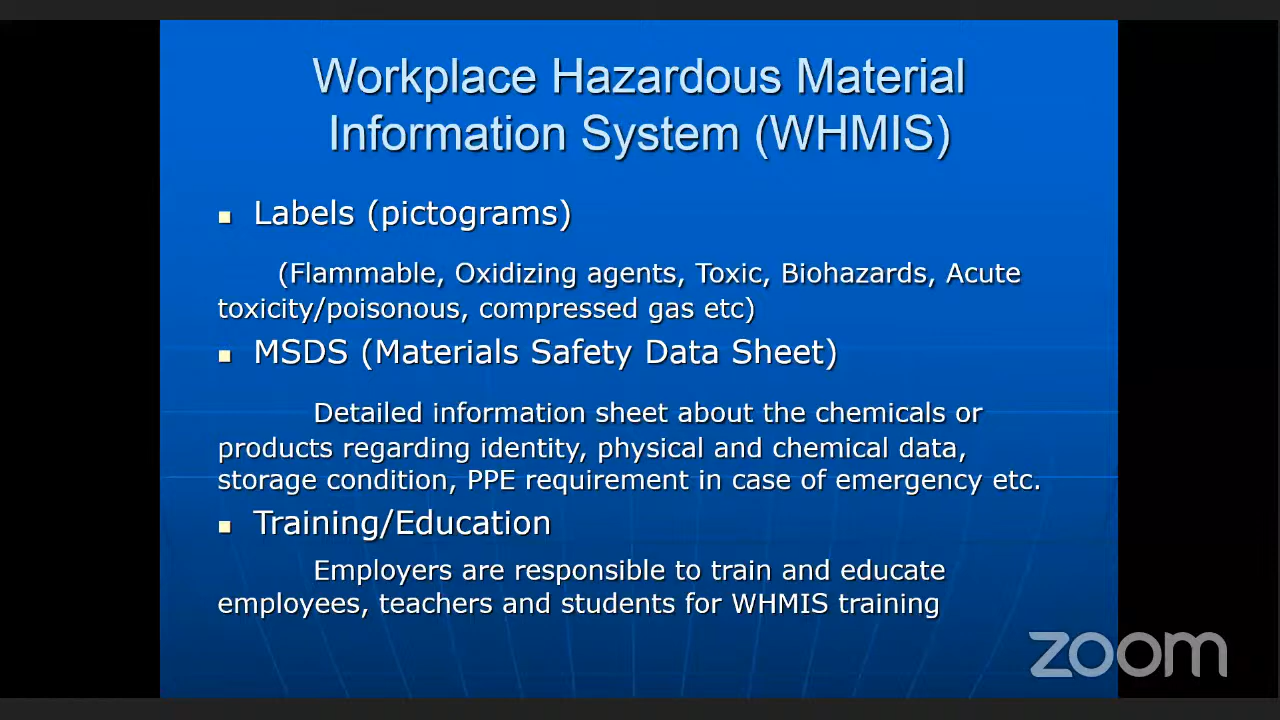 Workplace Hazardous Material
Information System (WHMIS)
Labels (pictograms)
(Flammable, Oxidizing agents, Toxic, Biohazards, Acute
toxicity/poisonous, compressed gas etc)
MSDS (Materials Safety Data Sheet)
Detailed information sheet about the chemicals or
products regarding identity, physical and chemical data,
storage condition, PPE requirement in case of emergency etc.
Training/Education
Employers are responsible to train and educate
employees, teachers and students for WHMIS training
zoom